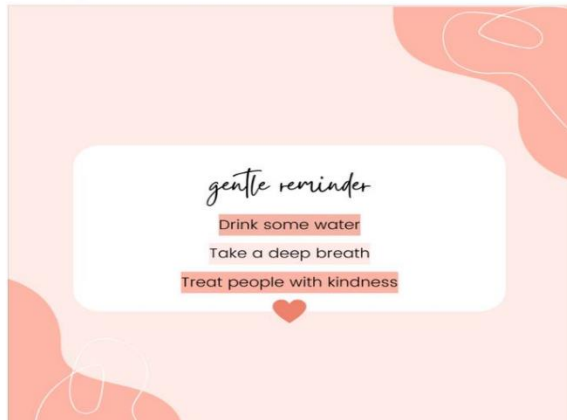 gentle reminder
Drink some water
Take a deep breath
Treat people with kindness